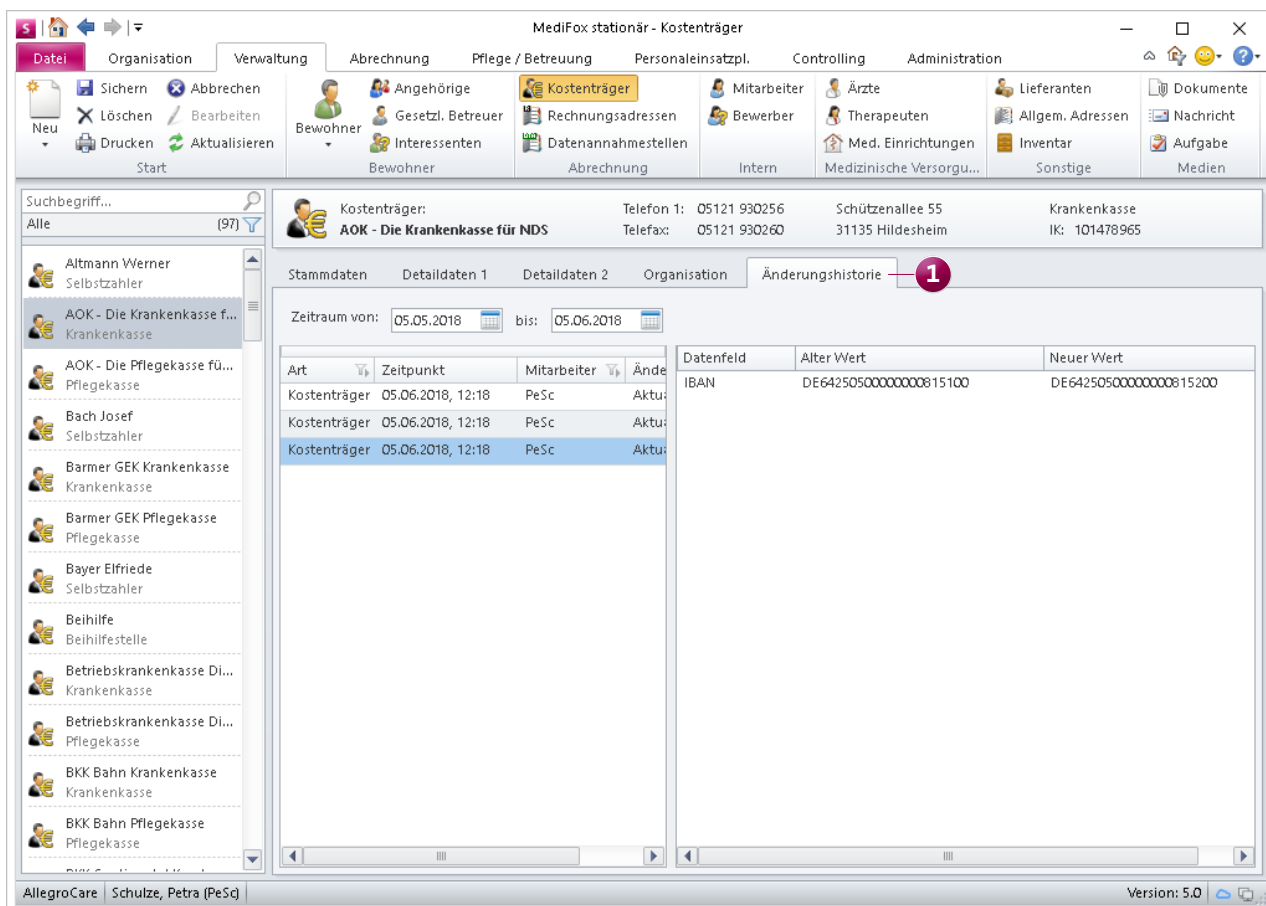 S
MediFox stationär - Kostenträger
Datei Organisation Verwaltung Abrechnung Pflege / Betreuung Personaleinsatzpl. Controlling Administration
Neu
Sichern Abbrechen
Löschen Bearbeiten
Drucken Aktualisieren
Start
Bewohner
Angehörige
Gesetzl. Betreuer
Interessenten
Bewohner
Kostenträger
Rechnungsadressen
Datenannahmestellen
Abrechnung
Mitarbeiter
Bewerber
Intern
Ärzte
Therapeuten
Med. Einrichtungen
Medizinische Versorgu...
Lieferanten
Allgem. Adressen
Inventar
Sonstige
Dokumente
Nachricht
Aufgabe
Medien
Suchbegriff...
Alle (97)
Altmann Werner
Selbstzahler
AOK - Die Krankenkasse f...
Krankenkasse
AOK - Die Pflegekasse fü...
Pflegekasse
Bach Josef
Selbstzahler
Barmer GEK Krankenkasse
Krankenkasse
Barmer GEK Pflegekasse
Pflegekasse
Bayer Elfriede
Selbstzahler
Beihilfe
Beihilfestelle
Betriebskrankenkasse Di...
Krankenkasse
Betriebskrankenkasse Di...
Pflegekasse
BKK Bahn Krankenkasse
Krankenkasse
BKK Bahn Pflegekasse
Pflegekasse
Kostenträger: Telefon 1: 05121 930256 Schützenallee 55 Krankenkasse
AOK - Die Krankenkasse für NDS Telefax: 05121 930260 31135 Hildesheim IK: 101478965
Stammdaten Detaildaten 1 Detaildaten 2 Organisation Änderungshistorie 1
Zeitraum von: 05.05.2018 bis: 05.06.2018
Art Zeitpunkt Mitarbeiter Ände
Kostenträger 05.06.2018, 12:18 PeSc Aktua
Kostenträger 05.06.2018, 12:18 PeSc Aktua
Kostenträger 05.06.2018, 12:18 PeSc Aktua
Datenfeld Alter Wert Neuer Wert
IBAN DE64250500000000815100 DE64250500000000815200
AllegroCare Schulze, Petra (PeSc) Version: 5.0